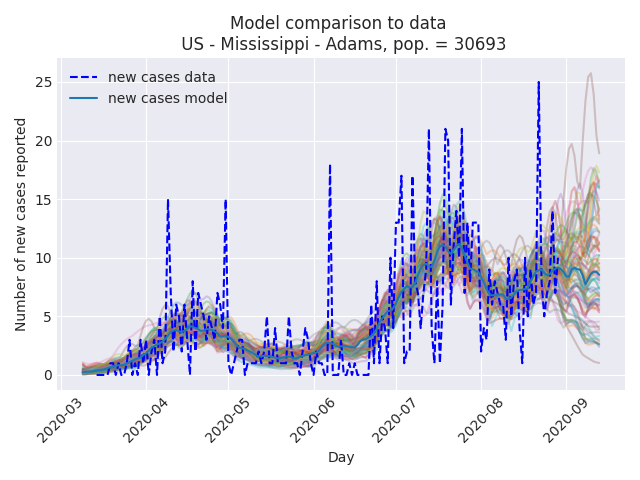 Model comparison to data
US - Mississippi - Adams, pop. = 30693
new cases data
new cases model
Number of new cases reported
25
20
15
10
5
0
2020-03
2020-04
2020-05
2020-06
2020-07
2020-08
2020-09
Day